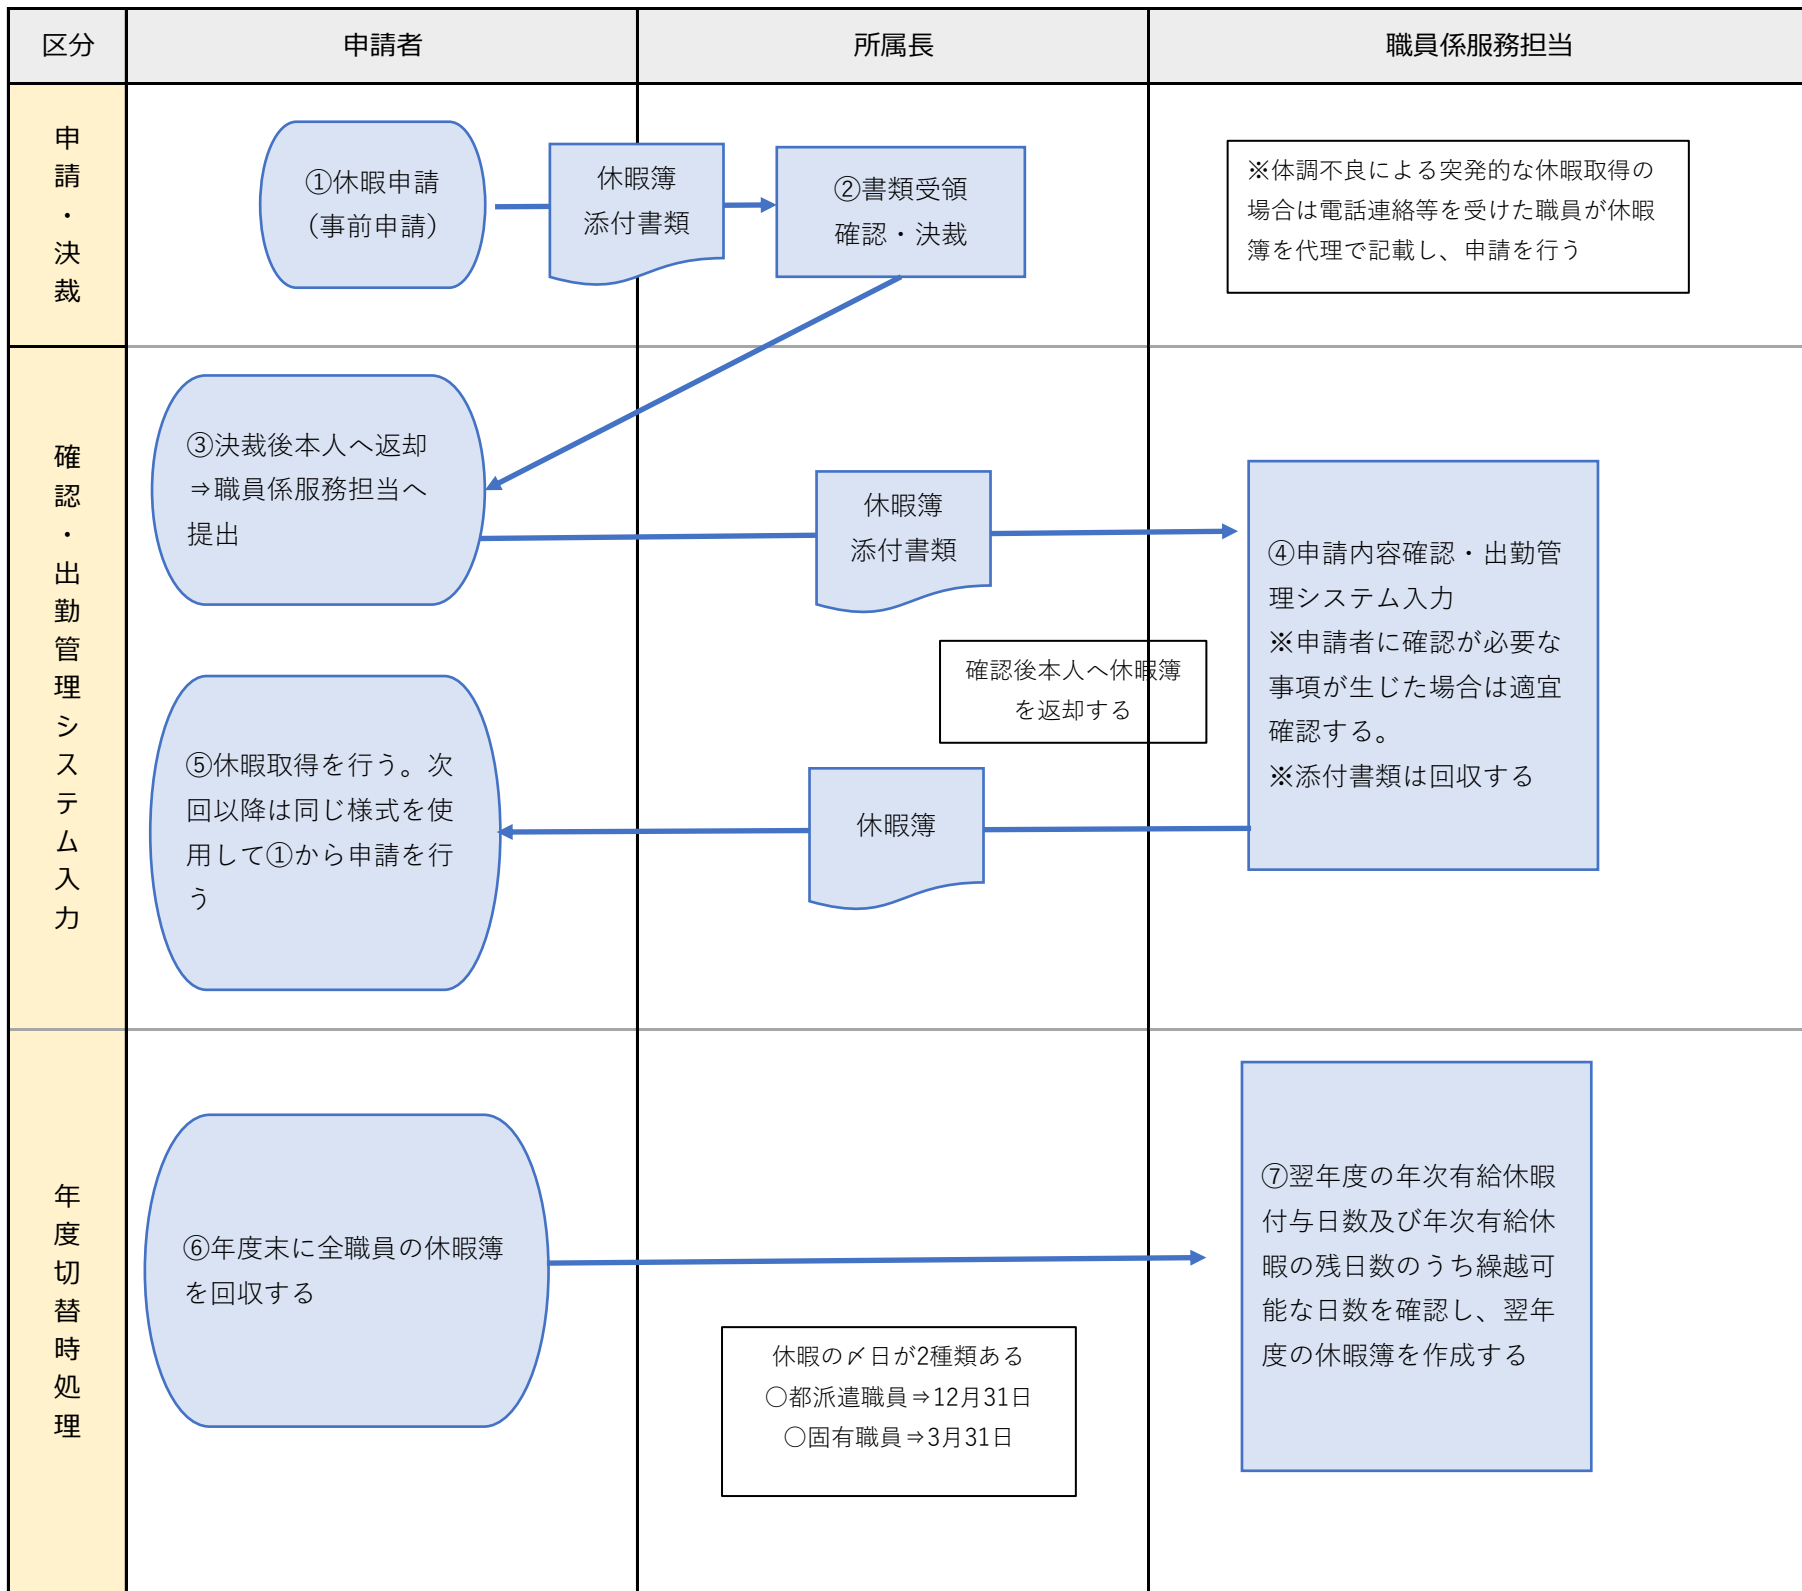 区分
申請者
所属長
職員係服務担当
申請・決裁
①休暇申請
（事前申請）
休暇簿
添付書類
②書類受領
確認・決裁
※体調不良による突発的な休暇取得の
場合は電話連絡等を受けた職員が休暇
簿を代理で記載し、申請を行う
確認・出勤管理システム入力
③決裁後本人へ返却
⇒職員係服務担当へ
提出
休暇簿
添付書類
④申請内容確認・出勤管
理システム入力
※申請者に確認が必要な
事項が生じた場合は適宜
確認する。
※添付書類は回収する
確認後本人へ休暇簿
を返却する
⑤休暇取得を行う。次
回以降は同じ様式を使
用して①から申請を行
う
休暇簿
年度切替時処理
⑥年度末に全職員の休暇簿
を回収する
休暇の〆日が2種類ある
○都派遣職員⇒12月31日
○固有職員⇒3月31日
⑦翌年度の年次有給休暇
付与日数及び年次有給休
暇の残日数のうち繰越可
能な日数を確認し、翌年
度の休暇簿を作成する